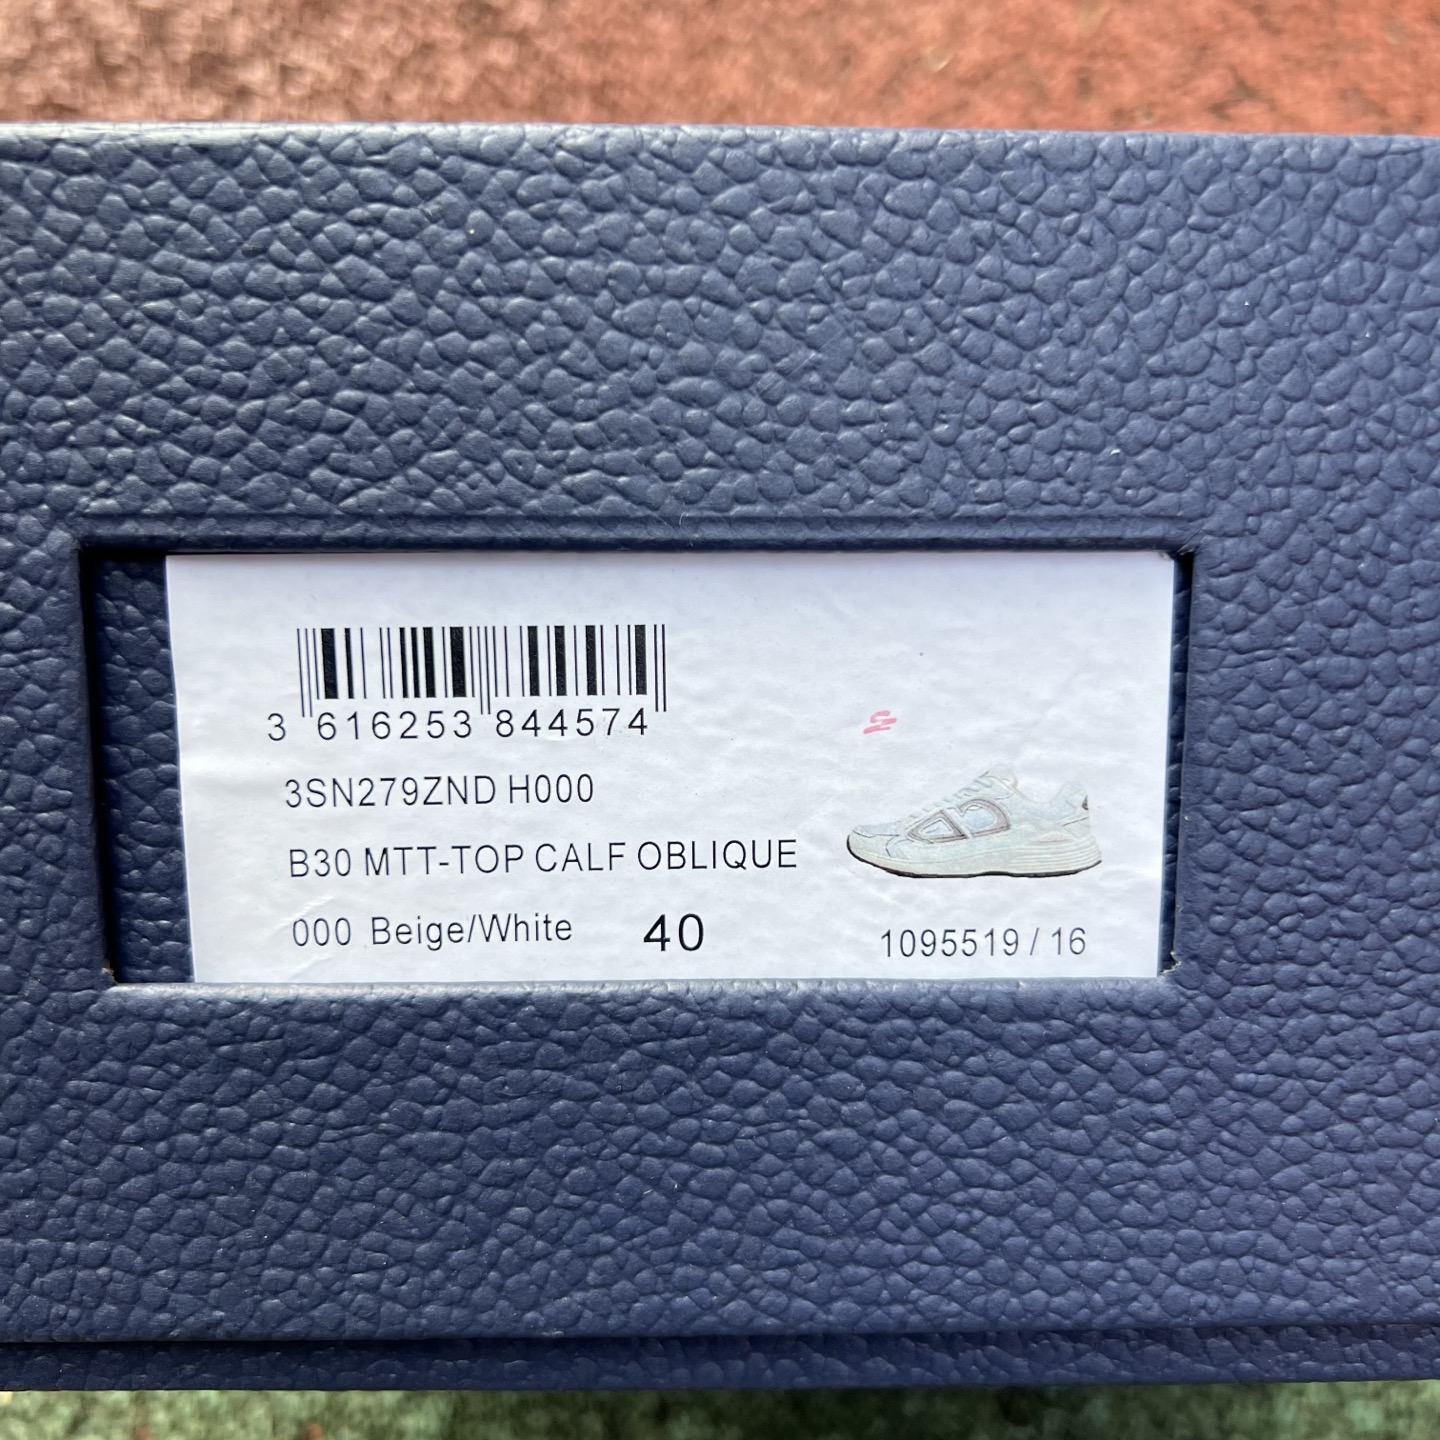 3 616253 844574
3SN279ZND H000
B30 MTT-TOP CALF OBLIQUE
000 Beige/White 40
1095519 / 16